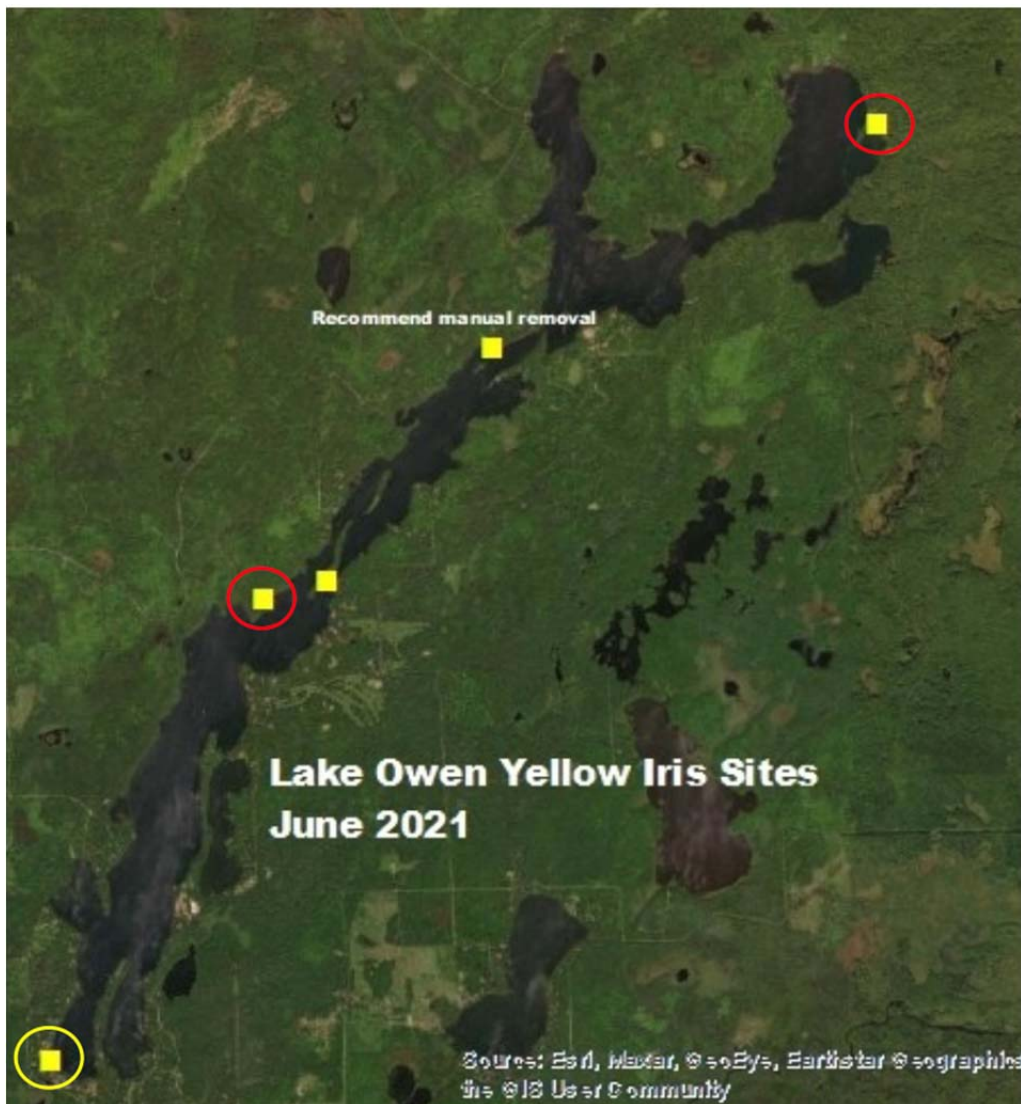 Recommend manual removal
Lake Owen Yellow Iris Sites
June 2021
Source: Esri, Maxar, GeoEye, Earthstar Geographics
the GIS User Community